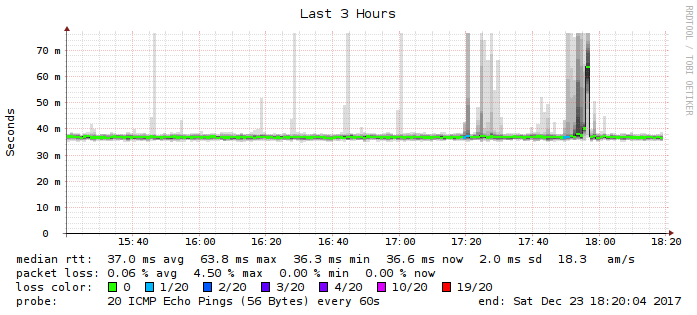 Last 3 Hours
RRDTOOL / TOBI OETIKER
Seconds
70 m
60 m
50 m
40 m
30 m
20 m
10 m
0
15:40 16:00 16:20 16:40 17:00 17:20 17:40 18:00 18:20
median rtt: 37.0 ms avg 63.8 ms max 36.3 ms min 36.6 ms now 2.0 ms sd 18.3 am/s
packet loss: 0.06 % avg 4.50 % max 0.00 % min 0.00 % now
loss color: 0 1/20 2/20 3/20 4/20 10/20 19/20
probe: 20 ICMP Echo Pings (56 Bytes) every 60s end: Sat Dec 23 18:20:04 2017